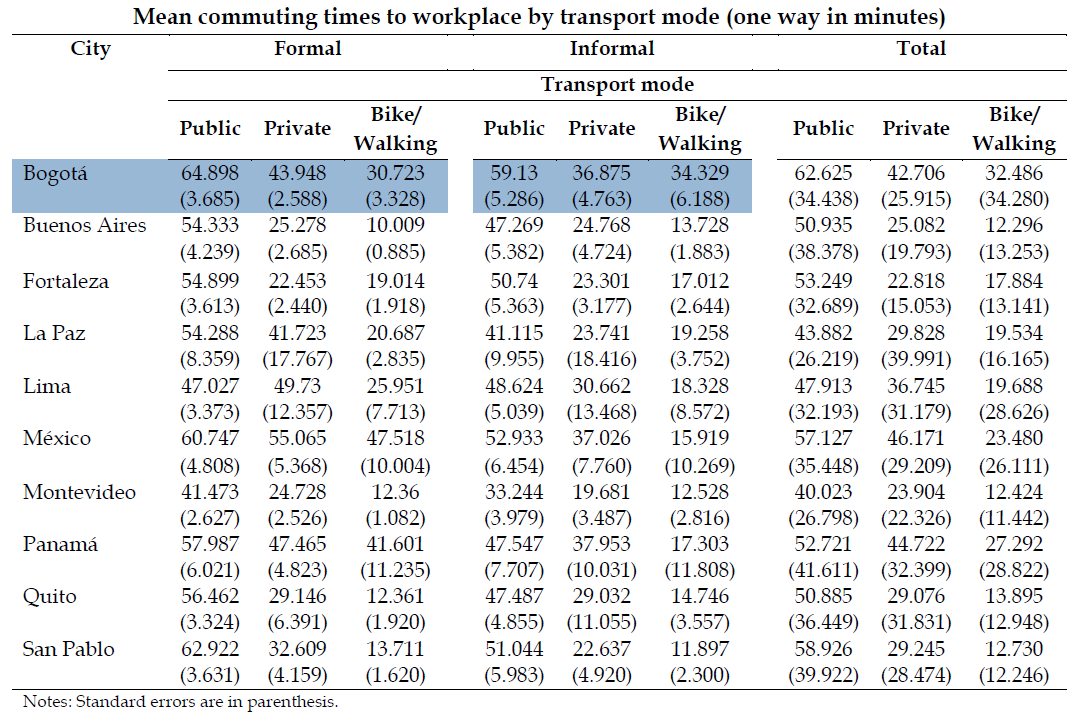 Mean commuting times to workplace by transport mode (one way in minutes)
City Formal Informal Total
Transport mode
Public Private Bike/ Walking Public Private Bike/ Walking Public Private Bike/ Walking
Bogotá 64.898 43.948 30.723 59.13 36.875 34.329 62.625 42.706 32.486
(3.685) (2.588) (3.328) (5.286) (4.763) (6.188) (34.438) (25.915) (34.280)
Buenos Aires 54.333 25.278 10.009 47.269 24.768 13.728 50.935 25.082 12.296
(4.239) (2.685) (0.885) (5.382) (4.724) (1.883) (38.378) (19.793) (13.253)
Fortaleza 54.899 22.453 19.014 50.74 23.301 17.012 53.249 22.818 17.884
(3.613) (2.440) (1.918) (5.363) (3.177) (2.644) (32.689) (15.053) (13.141)
La Paz 54.288 41.723 20.687 41.115 23.741 19.258 43.882 29.828 19.534
(8.359) (17.767) (2.835) (9.955) (18.416) (3.752) (26.219) (39.991) (16.165)
Lima 47.027 49.73 25.951 48.624 30.662 18.328 47.913 36.745 19.688
(3.373) (12.357) (7.713) (5.039) (13.468) (8.572) (32.193) (31.179) (28.626)
México 60.747 55.065 47.518 52.933 37.026 15.919 57.127 46.171 23.480
(4.808) (5.368) (10.004) (6.454) (7.760) (10.269) (35.448) (29.209) (26.111)
Montevideo 41.473 24.728 12.36 33.244 19.681 12.528 40.023 23.904 12.424
(2.627) (2.526) (1.082) (3.979) (3.487) (2.816) (26.798) (22.326) (11.442)
Panamá 57.987 47.465 41.601 47.547 37.953 17.303 52.721 44.722 27.292
(6.021) (4.823) (11.235) (7.707) (10.031) (11.808) (41.611) (32.399) (28.822)
Quito 56.462 29.146 12.361 47.487 29.032 14.746 50.885 29.076 13.895
(3.324) (6.391) (1.920) (4.855) (11.055) (3.557) (36.449) (31.831) (12.948)
San Pablo 62.922 32.609 13.711 51.044 22.637 11.897 58.926 29.245 12.730
(3.631) (4.159) (1.620) (5.983) (4.920) (2.300) (39.922) (28.474) (12.246)
Notes: Standard errors are in parenthesis.